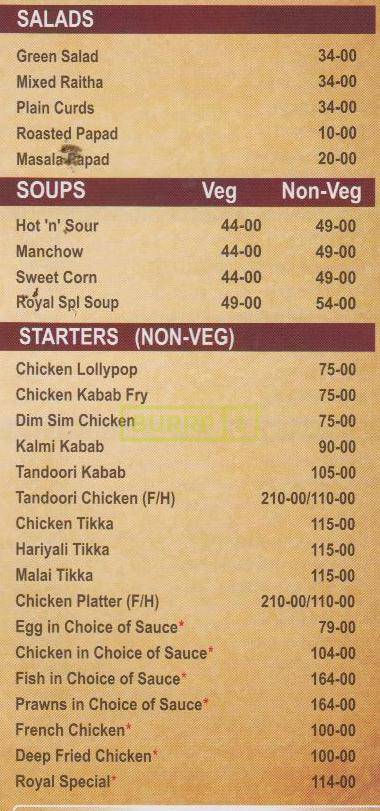 SALADS
Green Salad 34-00
Mixed Raitha 34-00
Plain Curds 34-00
Roasted Papad 10-00
Masala Papad 20-00
SOUPS Veg Non-Veg
Hot 'n' Sour 44-00 49-00
Manchow 44-00 49-00
Sweet Corn 44-00 49-00
Royal Spl Soup 49-00 54-00
STARTERS (NON-VEG)
Chicken Lollypop 75-00
Chicken Kabab Fry 75-00
Dim Sim Chicken 75-00
BURRP!
Kalmi Kabab 90-00
Tandoori Kabab 105-00
Tandoori Chicken (F/H) 210-00/110-00
Chicken Tikka 115-00
Hariyali Tikka 115-00
Malai Tikka 115-00
Chicken Platter (F/H) 210-00/110-00
Egg in Choice of Sauce* 79-00
Chicken in Choice of Sauce* 104-00
Fish in Choice of Sauce* 164-00
Prawns in Choice of Sauce* 164-00
French Chicken* 100-00
Deep Fried Chicken* 100-00
Royal Special* 114-00